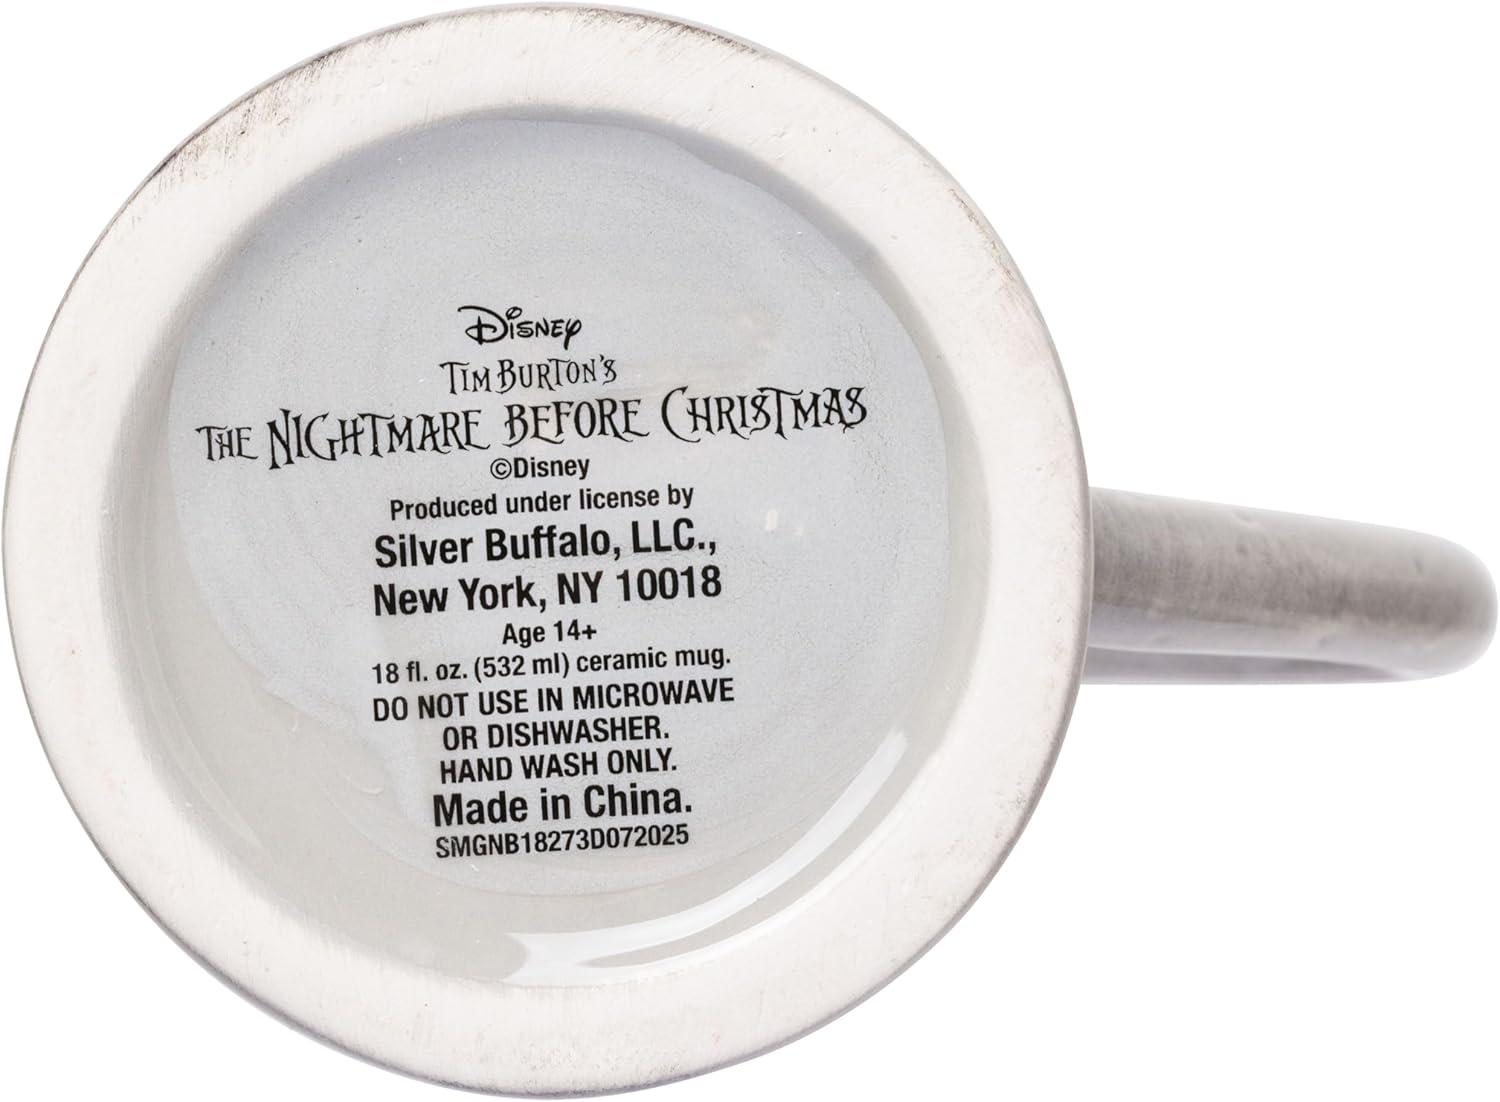 Disney
TIM BURTON'S
THE NIGHTMARE BEFORE CHRISTMAS
©Disney
Produced under license by
Silver Buffalo, LLC.,
New York, NY 10018
Age 14+
18 fl. oz. (532 ml) ceramic mug.
DO NOT USE IN MICROWAVE
OR DISHWASHER.
HAND WASH ONLY.
Made in China.
SMGNB18273D072025